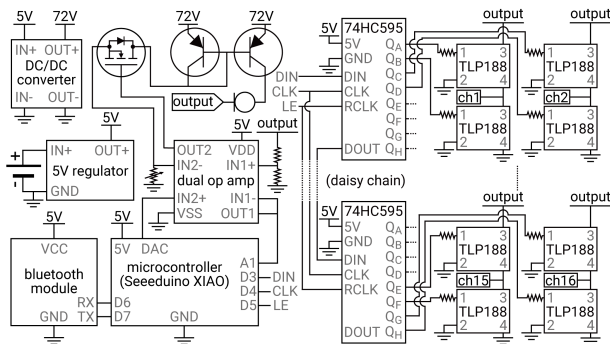 5V 72V
IN+ OUT+
DC/DC
converter
IN- OUT-
72V 72V
output
5V
IN+ OUT+
5V regulator
GND
5V output
OUT2 VDD
IN2- IN1+
dual op amp
IN2+ IN1-
VSS OUT1
5V
VCC
bluetooth
module
RX
GND TX
5V
5V DAC
microcontroller
(Seeeduino XIAO)
A1
D6 D3 DIN
D7 D4 CLK
D5 LE
GND
74HC595
5V
5V QA
GND QB
DIN QC
CLK QD
RCLK QE
QF
QG
DOUT QH
DIN
CLK
LE
(daisy chain)
74HC595
5V
5V QA
GND QB
DIN QC
CLK QD
RCLK QE
QF
QG
DOUT QH
output output
1 3
TLP188
2 4
ch1
1 3
TLP188
2 4
1 3
TLP188
2 4
ch2
1 3
TLP188
2 4
output output
1 3
TLP188
2 4
ch15
1 3
TLP188
2 4
1 3
TLP188
2 4
ch16
1 3
TLP188
2 4